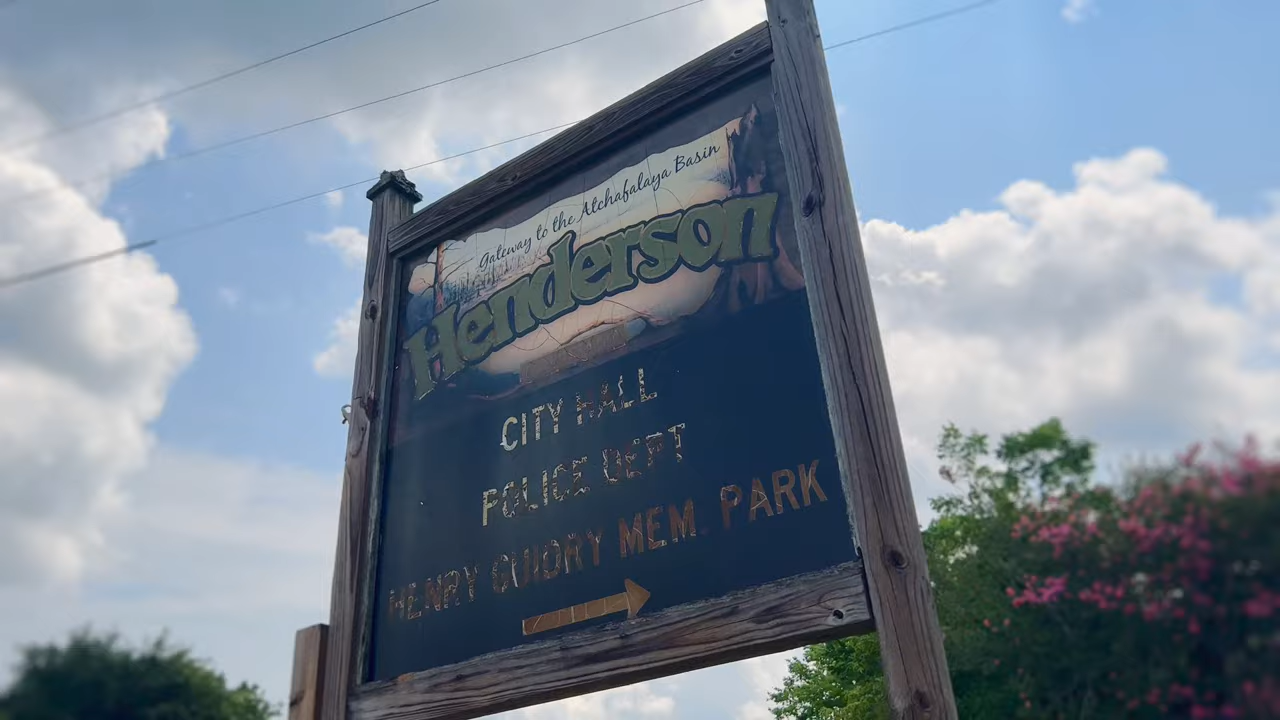 Gateway to the Atchafalaya Basin
Henderson
CITY HALL
POLICE DEPT
HENRY GUIDRY MEM. PARK